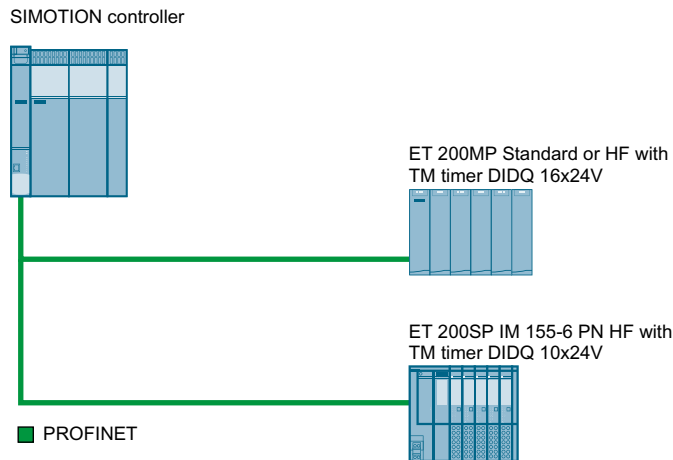 SIMOTION controller
ET 200MP Standard or HF with
TM timer DIDQ 16x24V
ET 200SP IM 155-6 PN HF with
TM timer DIDQ 10x24V
PROFINET